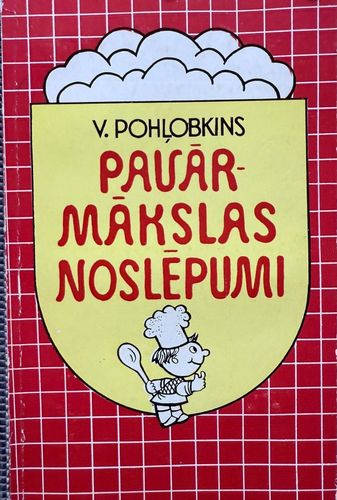 V. POHĻOBKINS
PAVĀR-
MĀKSLAS
NOSLĒPUMI